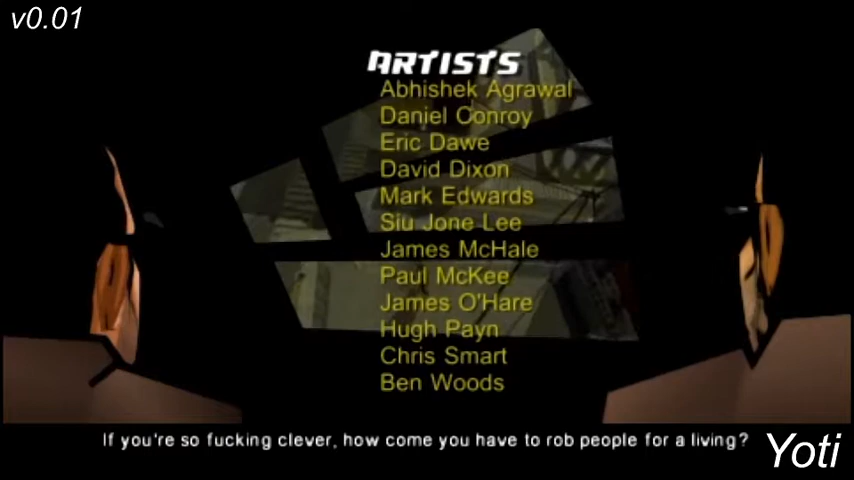 v0.01
ARTISTS
Abhishek Agrawal
Daniel Conroy
Eric Dawe
David Dixon
Mark Edwards
Siu Jone Lee
James McHale
Paul McKee
James O'Hare
Hugh Payn
Chris Smart
Ben Woods
If you're so fucking clever, how come you have to rob people for a living?
Yoti